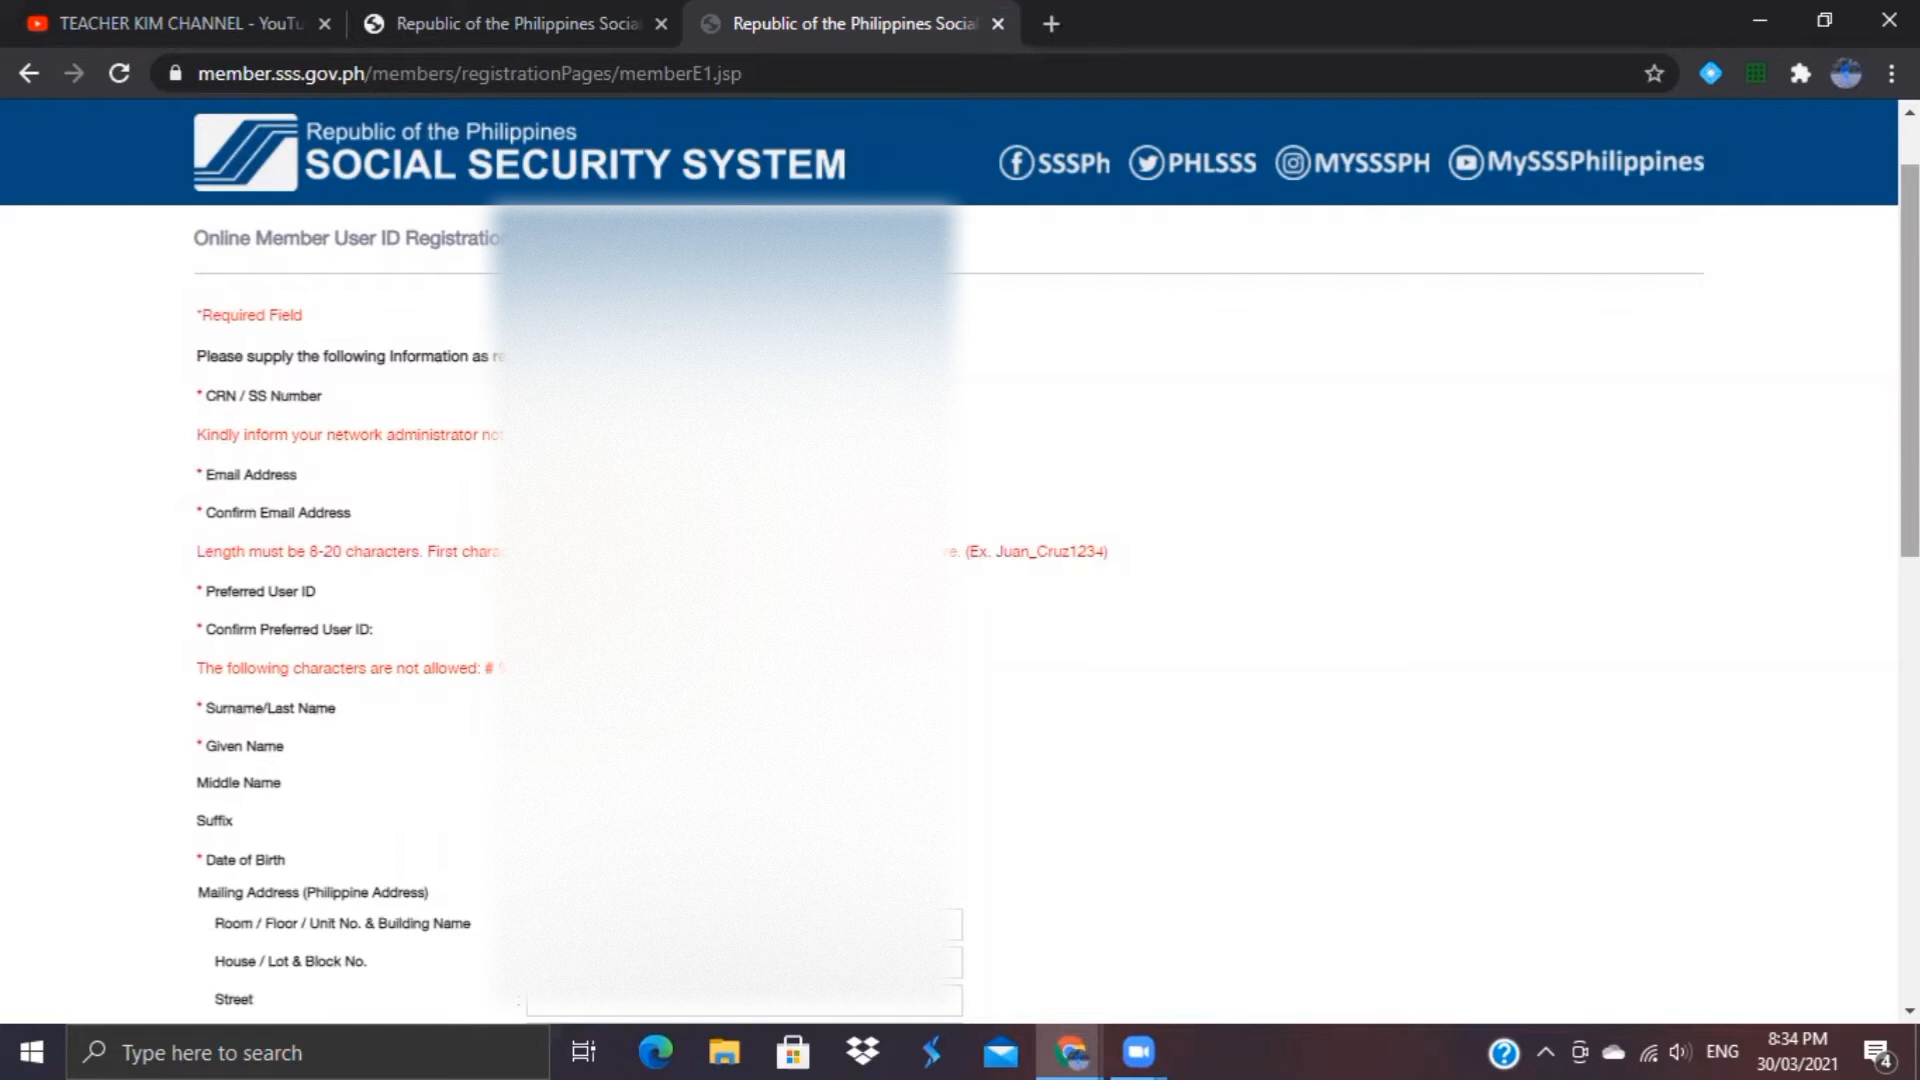 TEACHER KIM CHANNEL - YouTu
Republic of the Philippines Social
Republic of the Philippines Social
member.sss.gov.ph/members/registrationPages/memberE1.jsp
Republic of the Philippines
SOCIAL SECURITY SYSTEM
SSSPh
PHLSSS
MYSSSPH
MySSSPhilippines
Online Member User ID Registration
*Required Field
Please supply the following Information as
* CRN / SS Number
Kindly inform your network administrator not
* Email Address
* Confirm Email Address
Length must be 8-20 characters. First (Ex. Juan_Cruz1234)
* Preferred User ID
* Confirm Preferred User ID:
The following characters are not allowed: #
* Surname/Last Name
* Given Name
Middle Name
Suffix
* Date of Birth
Mailing Address (Philippine Address)
Room / Floor / Unit No. & Building Name
House / Lot & Block No.
Street :
Type here to search
ENG
8:34 PM
30/03/2021
4